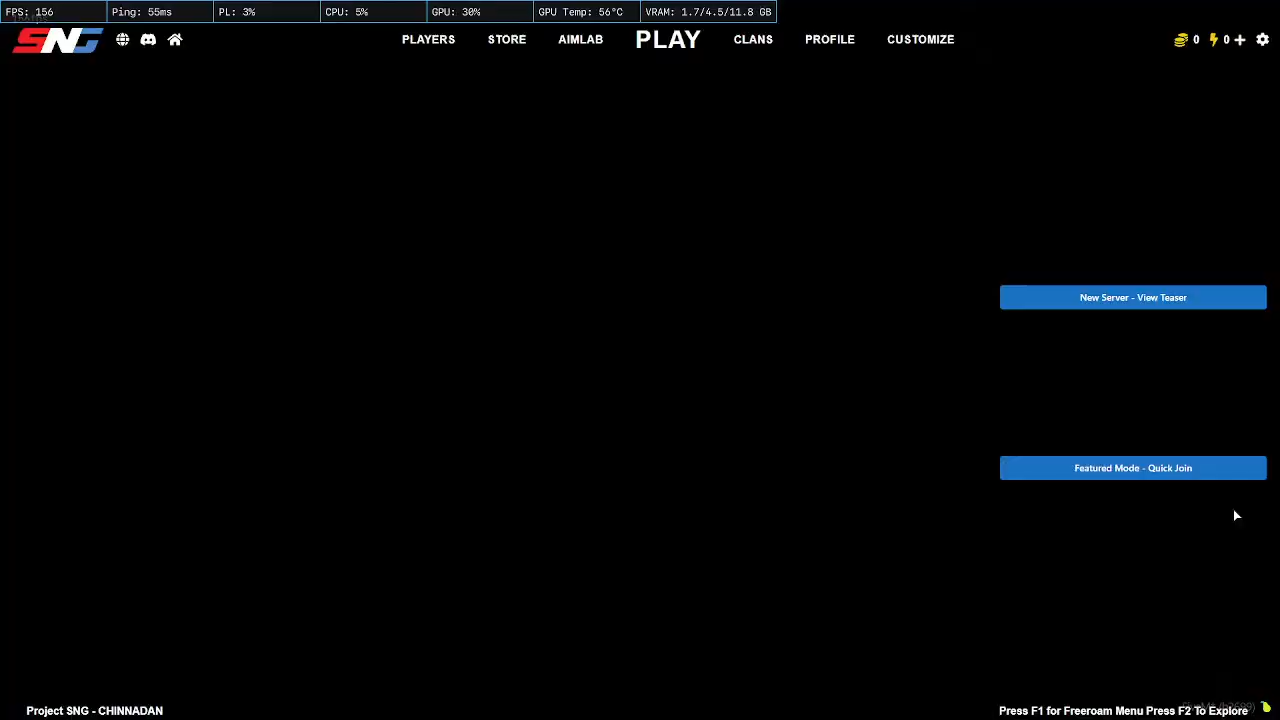 FPS: 156 Ping: 55ms PL: 3% CPU: 5% GPU: 30% GPU Temp: 56°C VRAM: 1.7/4.5/11.8 GB
SNG PLAYERS STORE AIMLAB PLAY CLANS PROFILE CUSTOMIZE 0 0
New Server - View Teaser
Featured Mode - Quick Join
Project SNG - CHINNADAN
Press F1 for Freeroam Menu Press F2 To Explore